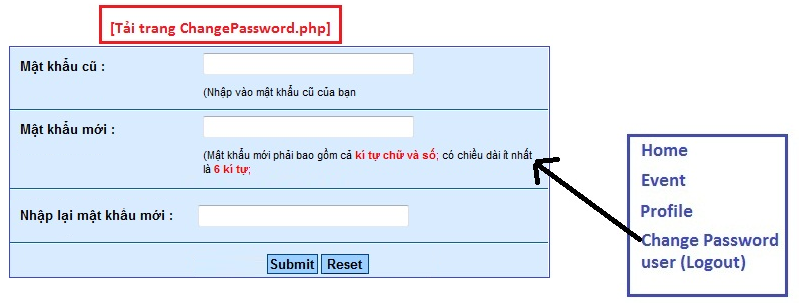 [Tải trang ChangePassword.php]
Mật khẩu cũ :
(Nhập vào mật khẩu cũ của bạn
Mật khẩu mới :
(Mật khẩu mới phải bao gồm cả kí tự chữ và số; có chiều dài ít nhất
là 6 kí tự;
Nhập lại mật khẩu mới :
Submit Reset
Home
Event
Profile
Change Password
user (Logout)